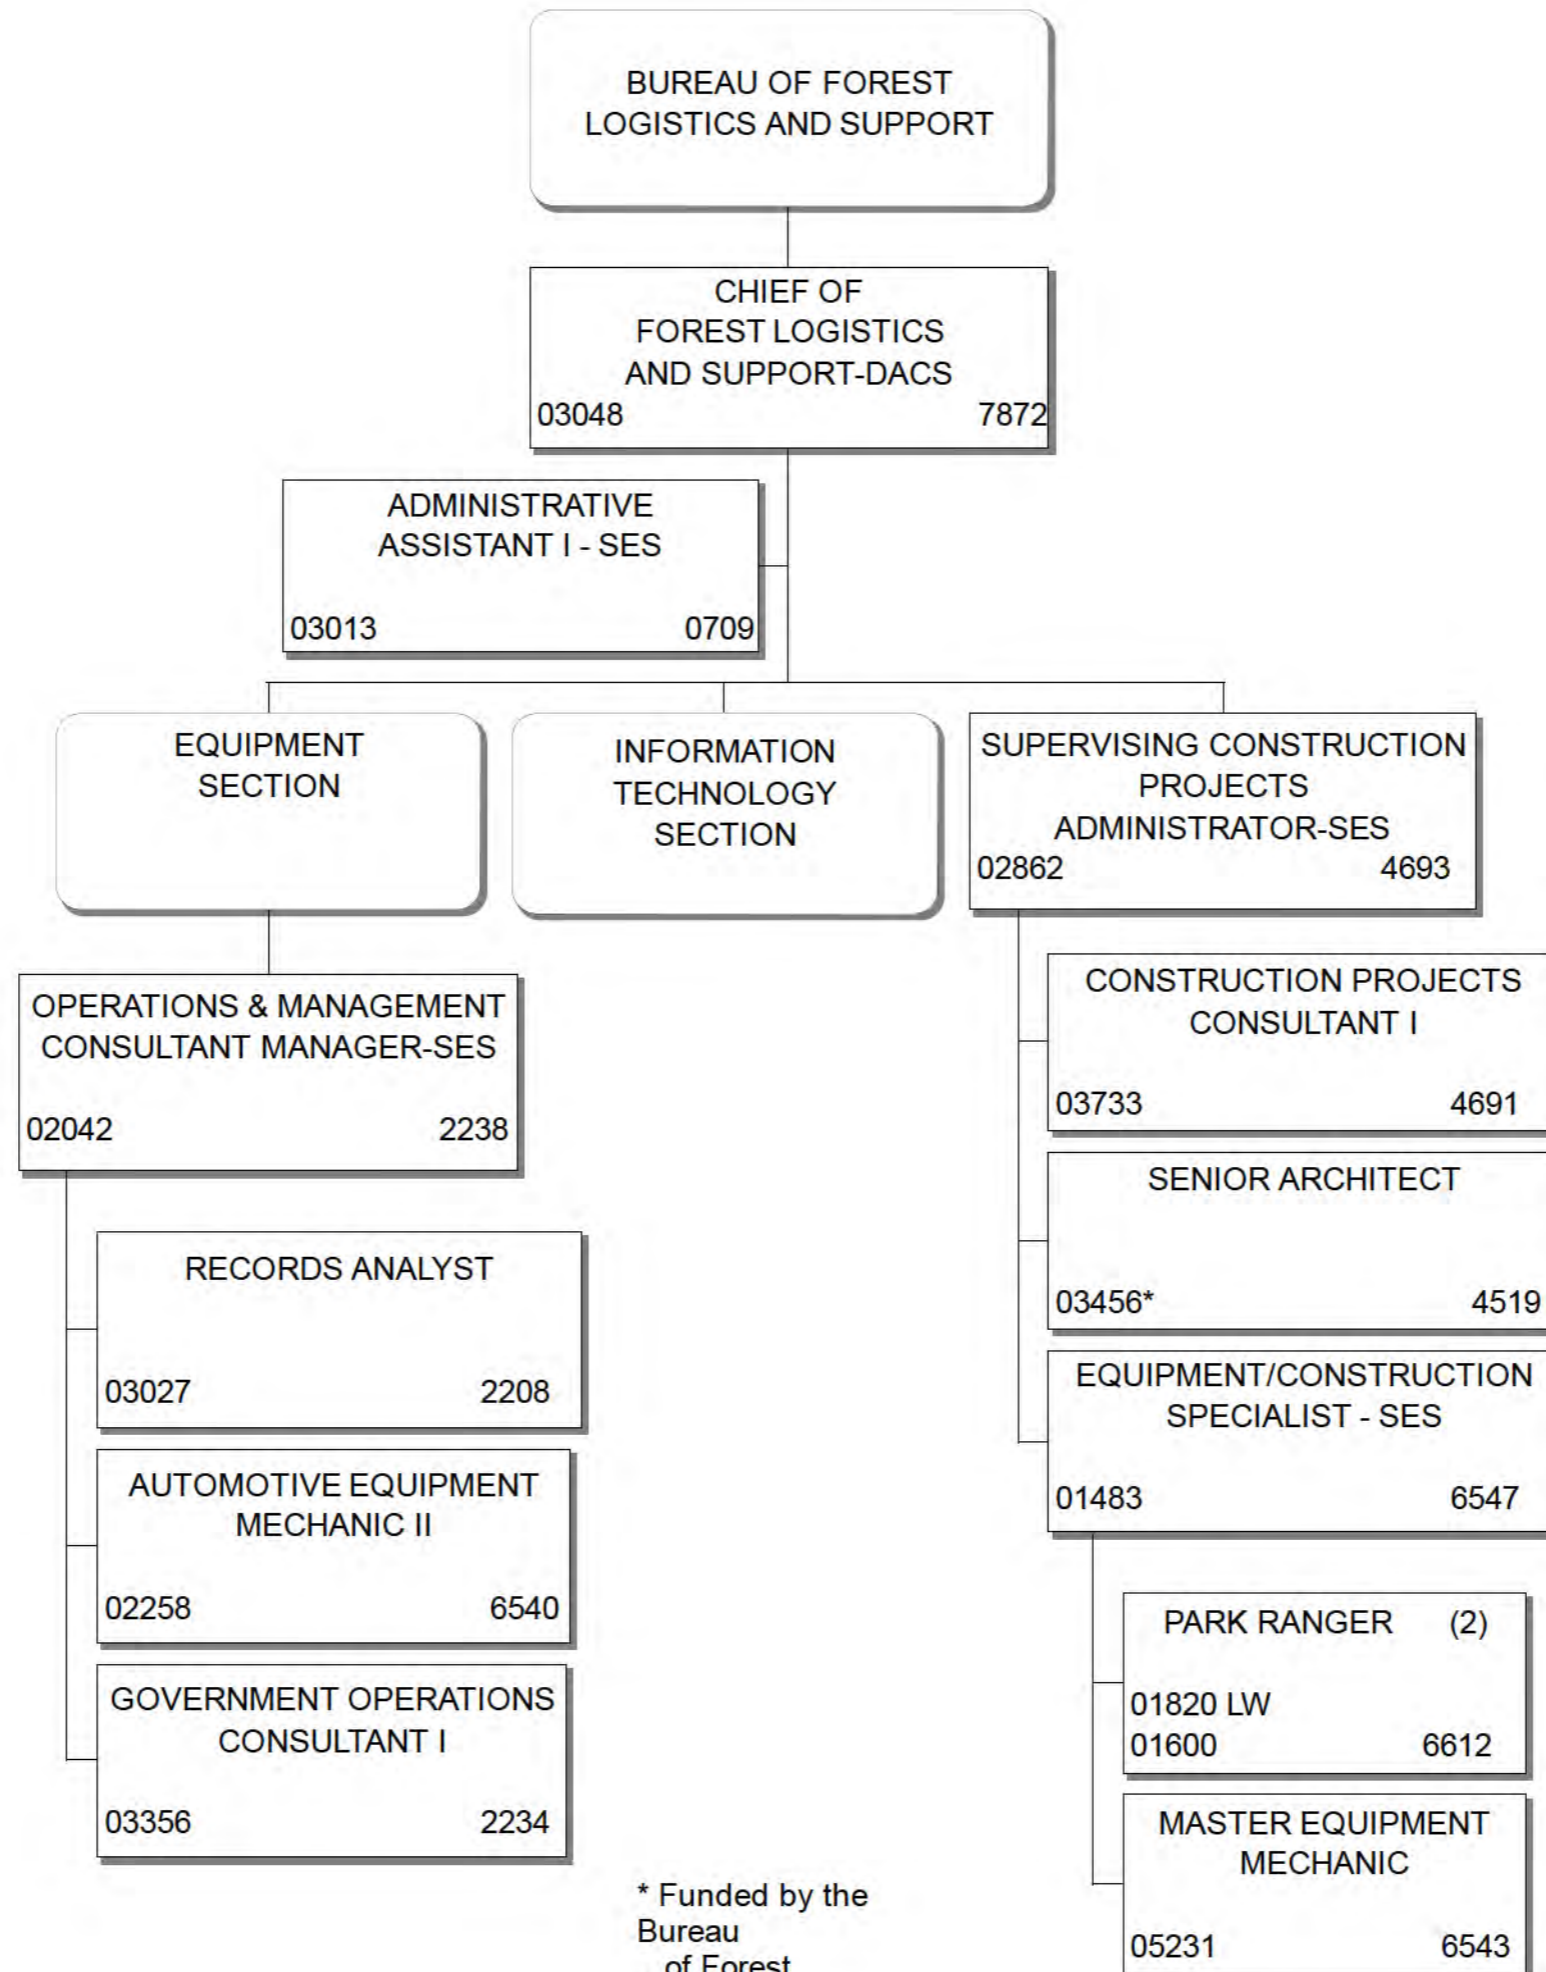 BUREAU OF FOREST
LOGISTICS AND SUPPORT
CHIEF OF
FOREST LOGISTICS
AND SUPPORT-DACS
03048 7872
ADMINISTRATIVE
ASSISTANT I - SES
03013 0709
EQUIPMENT
SECTION
INFORMATION
TECHNOLOGY
SECTION
SUPERVISING CONSTRUCTION
PROJECTS
ADMINISTRATOR-SES
02862 4693
OPERATIONS & MANAGEMENT
CONSULTANT MANAGER-SES
02042 2238
RECORDS ANALYST
03027 2208
AUTOMOTIVE EQUIPMENT
MECHANIC II
02258 6540
GOVERNMENT OPERATIONS
CONSULTANT I
03356 2234
CONSTRUCTION PROJECTS
CONSULTANT I
03733 4691
SENIOR ARCHITECT
03456* 4519
EQUIPMENT/CONSTRUCTION
SPECIALIST - SES
01483 6547
PARK RANGER (2)
01820 LW
01600 6612
MASTER EQUIPMENT
MECHANIC
05231 6543
* Funded by the
Bureau
of Forest